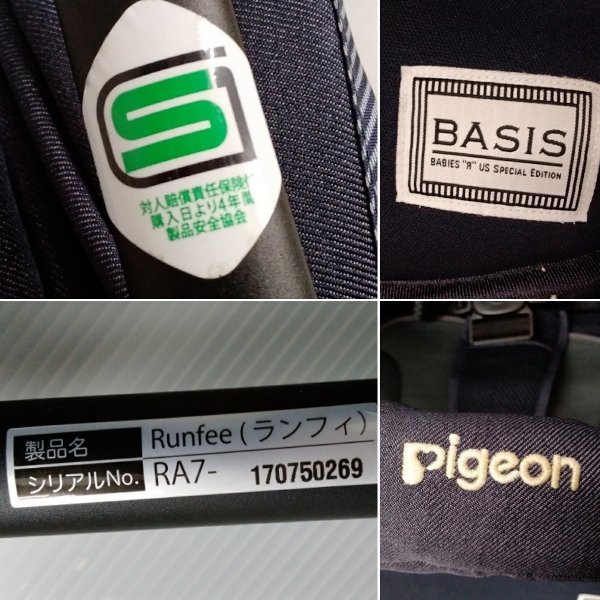 S
対人賠償責任保険付
購入日より4年間
製品安全協会
BASIS
BABIES "R" US SPECIAL EDITION
製品名 Runfee(ランフィ)
シリアルNo. RA7- 170750269
pigeon